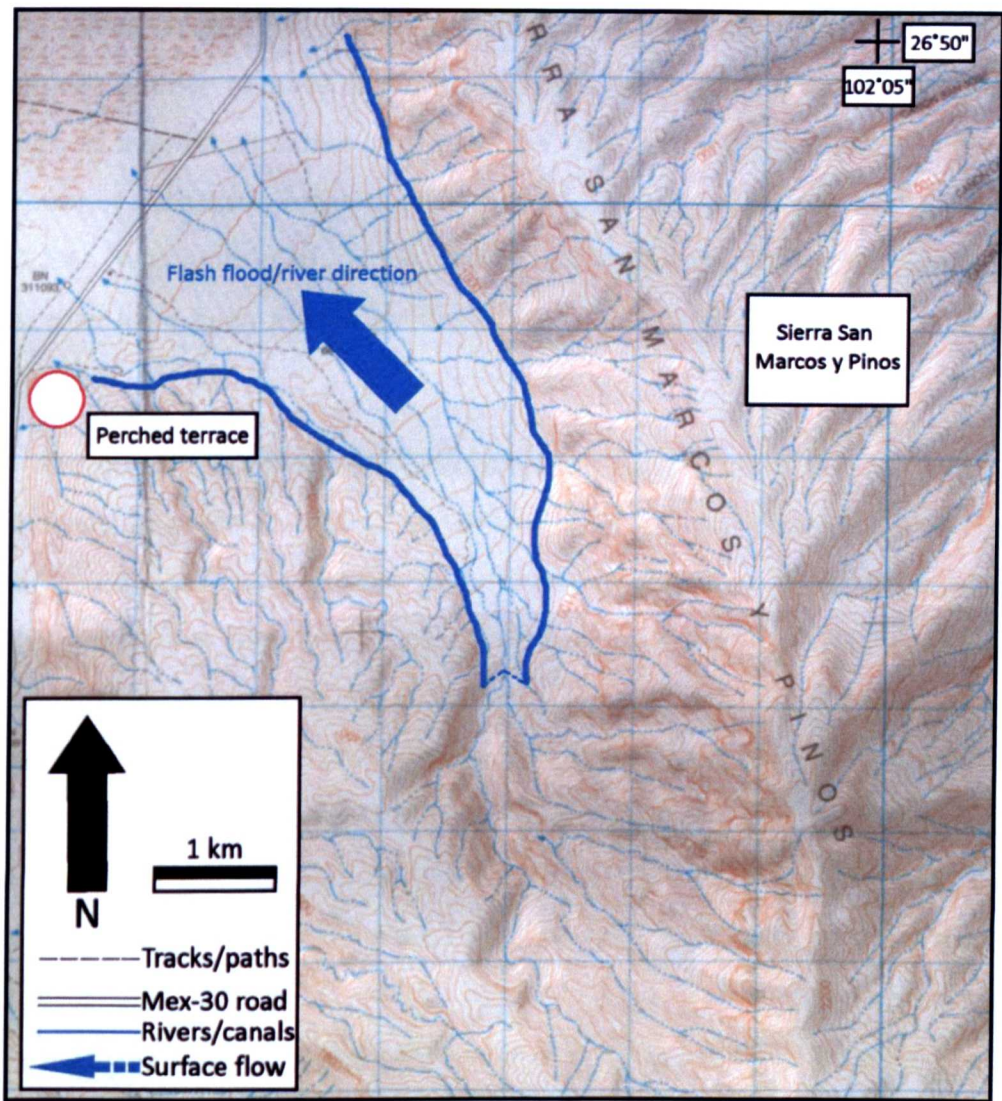 26°50"
102°05"
RRA SAN MARCOS Y PINOS
BN
Flash flood/river direction
Sierra San
Marcos y Pinos
Perched terrace
1 km
N
Tracks/paths
Mex-30 road
Rivers/canals
Surface flow